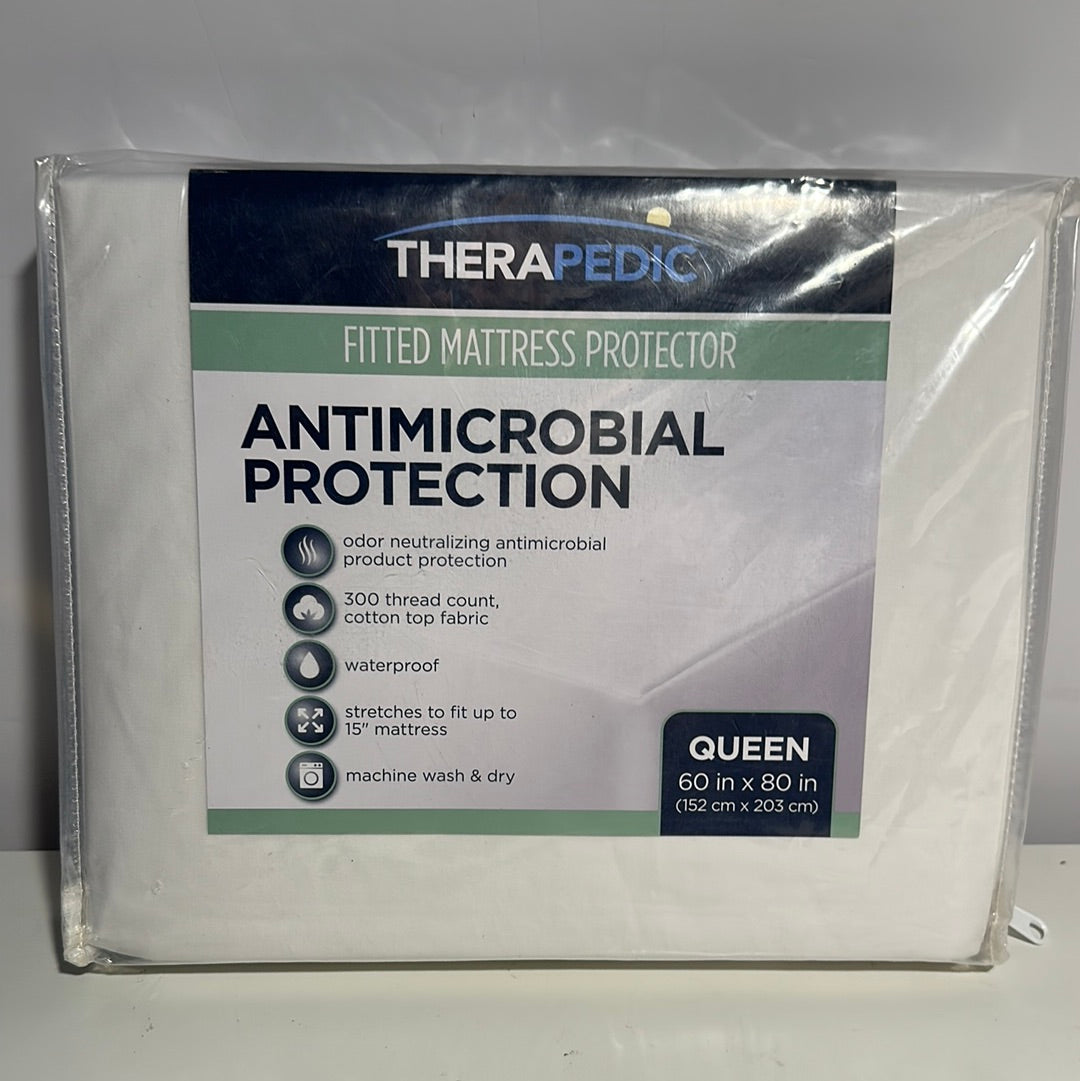 THERAPEDIC
FITTED MATTRESS PROTECTOR
ANTIMICROBIAL
PROTECTION
odor neutralizing antimicrobial
product protection
300 thread count,
cotton top fabric
waterproof
stretches to fit up to
15" mattress
machine wash & dry
QUEEN
60 in x 80 in
(152 cm x 203 cm)